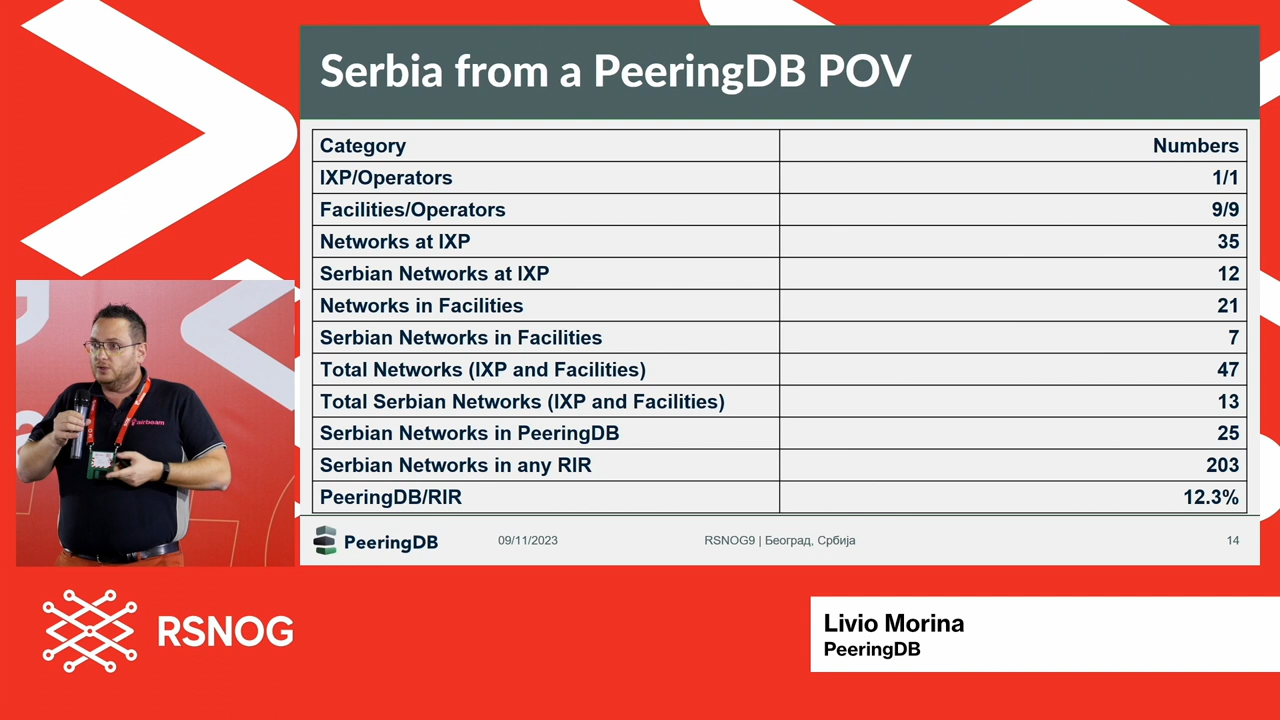 Serbia from a PeeringDB POV
Category Numbers
IXP/Operators 1/1
Facilities/Operators 9/9
Networks at IXP 35
Serbian Networks at IXP 12
Networks in Facilities 21
Serbian Networks in Facilities 7
Total Networks (IXP and Facilities) 47
Total Serbian Networks (IXP and Facilities) 13
Serbian Networks in PeeringDB 25
Serbian Networks in any RIR 203
PeeringDB/RIR 12.3%
PeeringDB 09/11/2023 RSNOG9 | Београд, Србија 14
airbeam
RSNOG
Livio Morina
PeeringDB